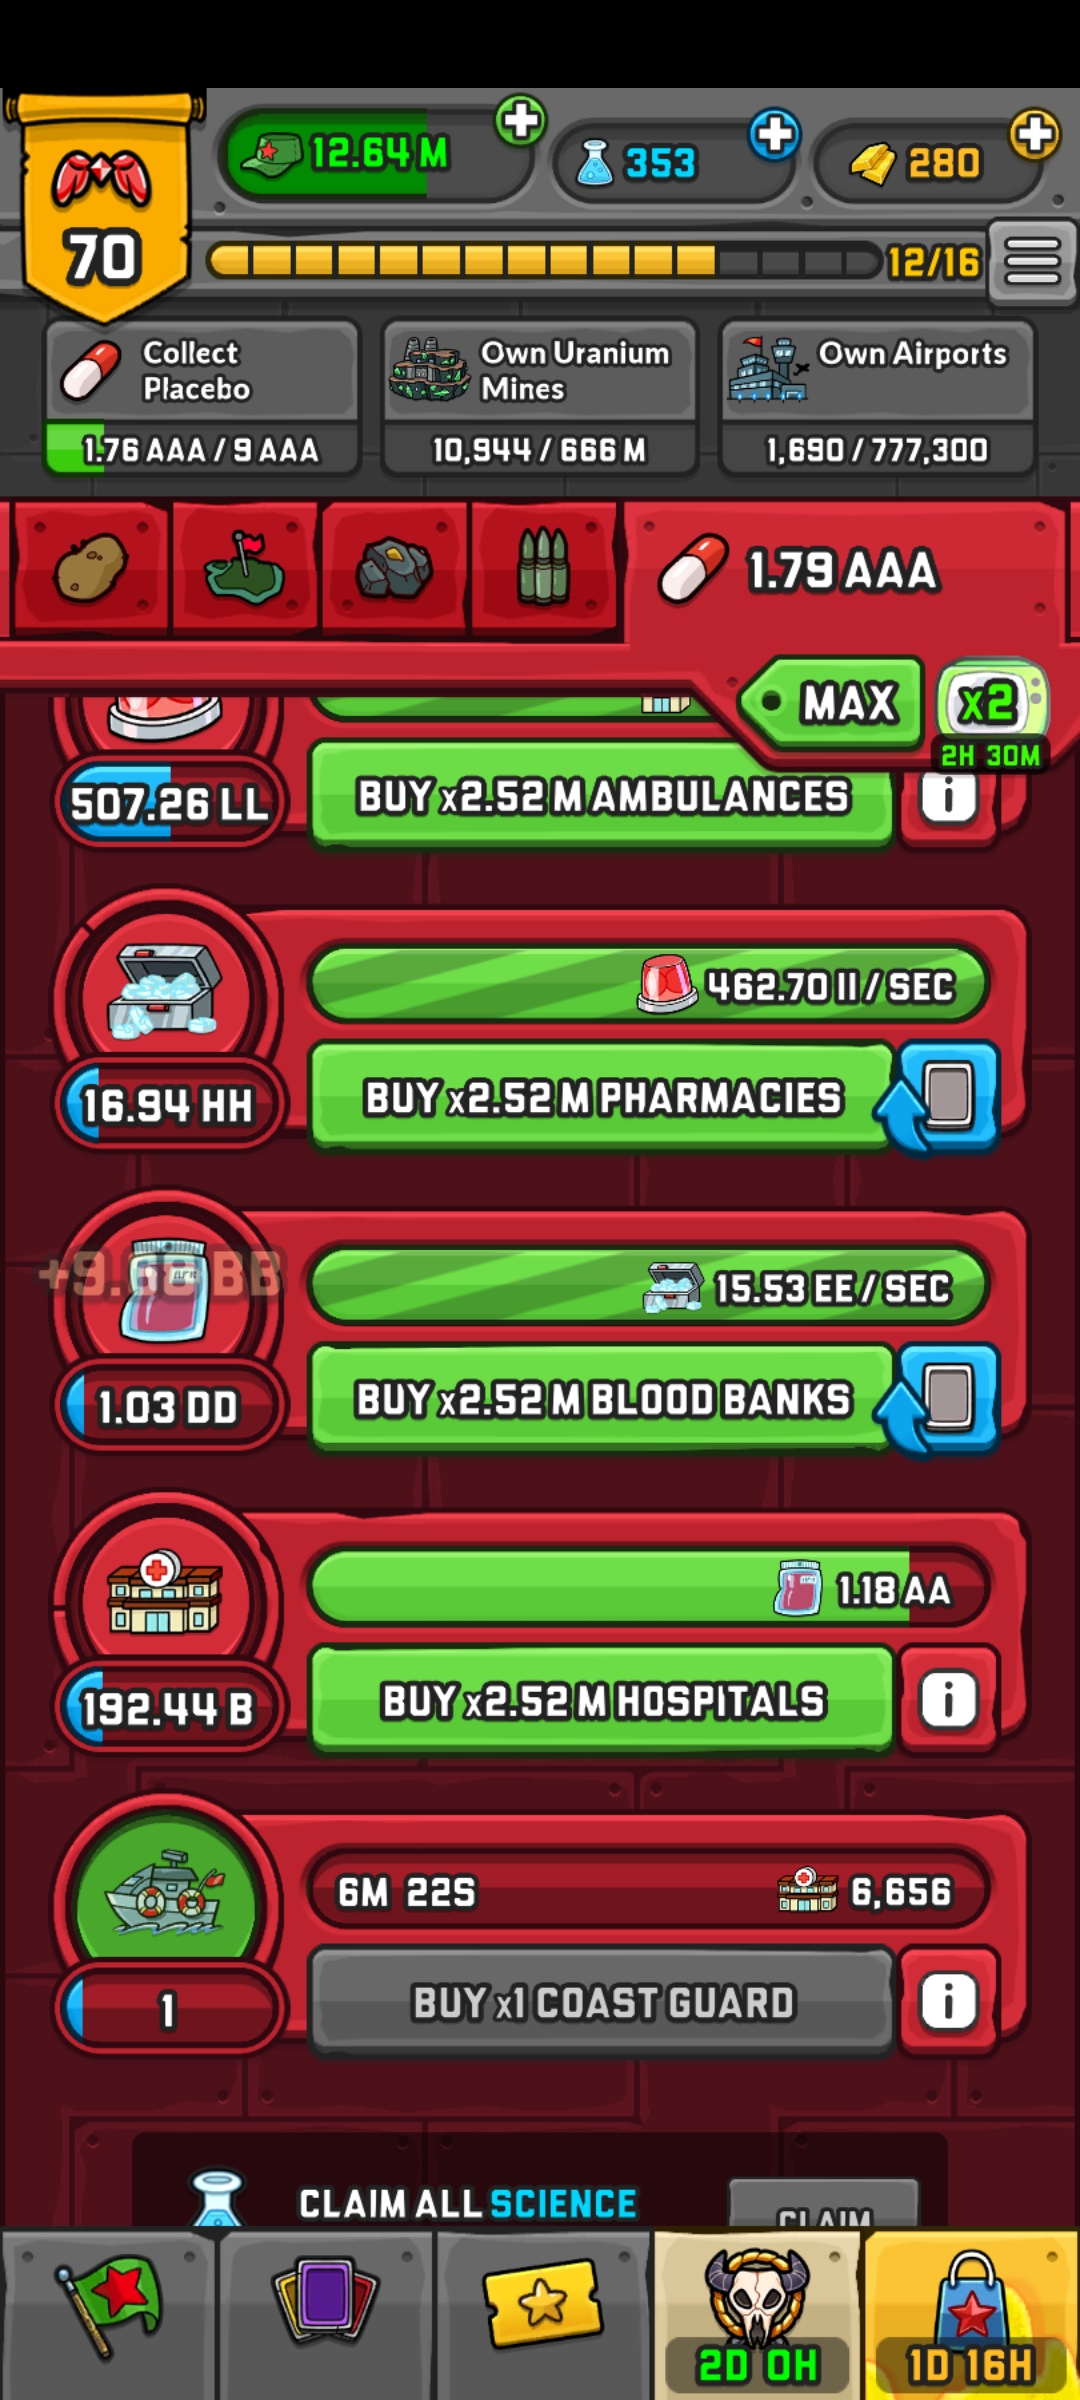 12.64 M
353
280
70
12/16
Collect
Placebo
1.76 AAA / 9 AAA
Own Uranium
Mines
10,944 / 666 M
Own Airports
1,690 / 777,300
1.79 AAA
MAX
x2
2H 30M
507.26 LL
BUY x2.52 M AMBULANCES
i
462.70 II / SEC
16.94 HH
BUY x2.52 M PHARMACIES
15.53 EE / SEC
1.03 DD
BUY x2.52 M BLOOD BANKS
1.18 AA
192.44 B
BUY x2.52 M HOSPITALS
i
6M 22S
6,656
1
BUY x1 COAST GUARD
i
CLAIM ALL SCIENCE
CLAIM
2D 0H
1D 16H